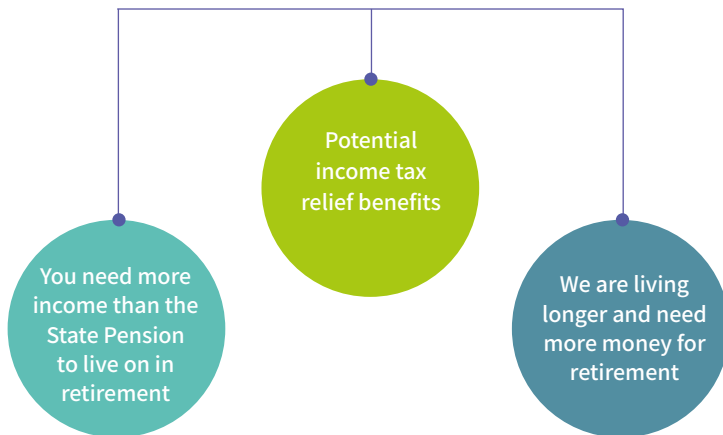 Potential
income tax
relief benefits
You need more
income than the
State Pension
to live on in
retirement
We are living
longer and need
more money for
retirement